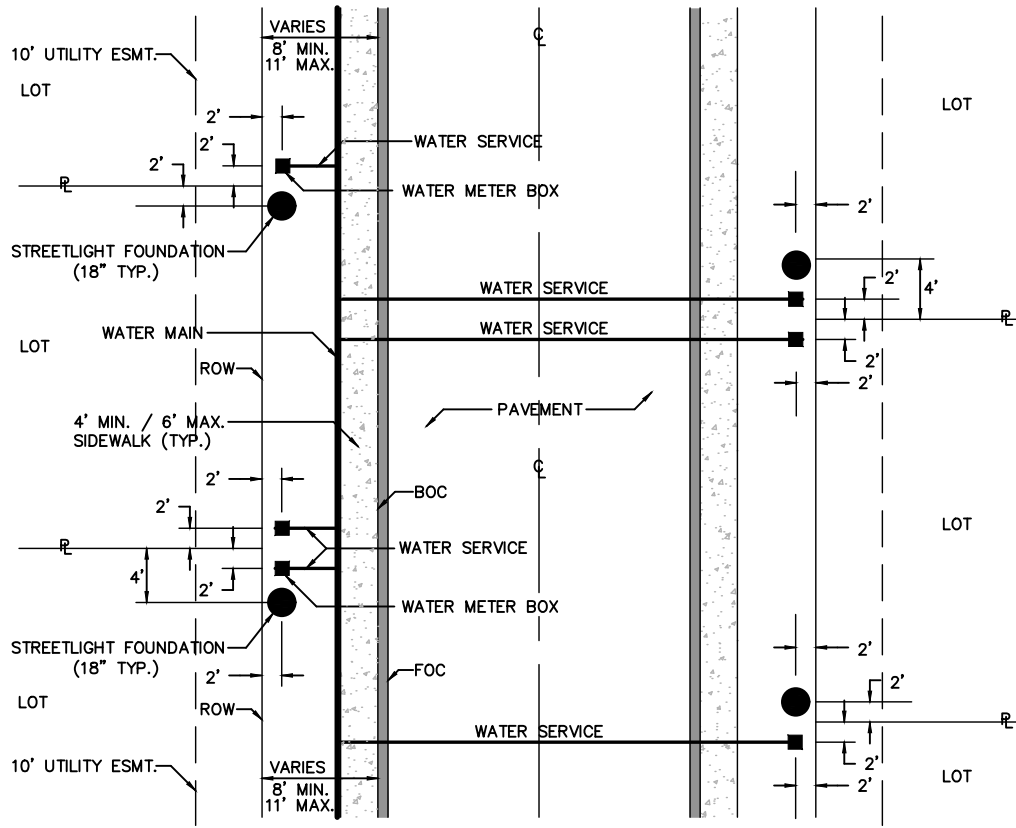 VARIES
8' MIN.
11' MAX.
℄
10' UTILITY ESMT.
LOT
LOT
2'
2'
2'
WATER SERVICE
℄
P
L
WATER METER BOX
2'
STREETLIGHT FOUNDATION
(18" TYP.)
WATER SERVICE
2'
4'
P
L
WATER MAIN
WATER SERVICE
LOT
2'
ROW
2'
PAVEMENT
4' MIN. / 6' MAX.
SIDEWALK (TYP.)
℄
2'
BOC
2'
LOT
P
L
WATER SERVICE
4'
2'
WATER METER BOX
STREETLIGHT FOUNDATION
(18" TYP.)
2'
FOC
2'
2'
LOT
ROW
P
L
WATER SERVICE
10' UTILITY ESMT.
VARIES
8' MIN.
11' MAX.
2'
2'
LOT